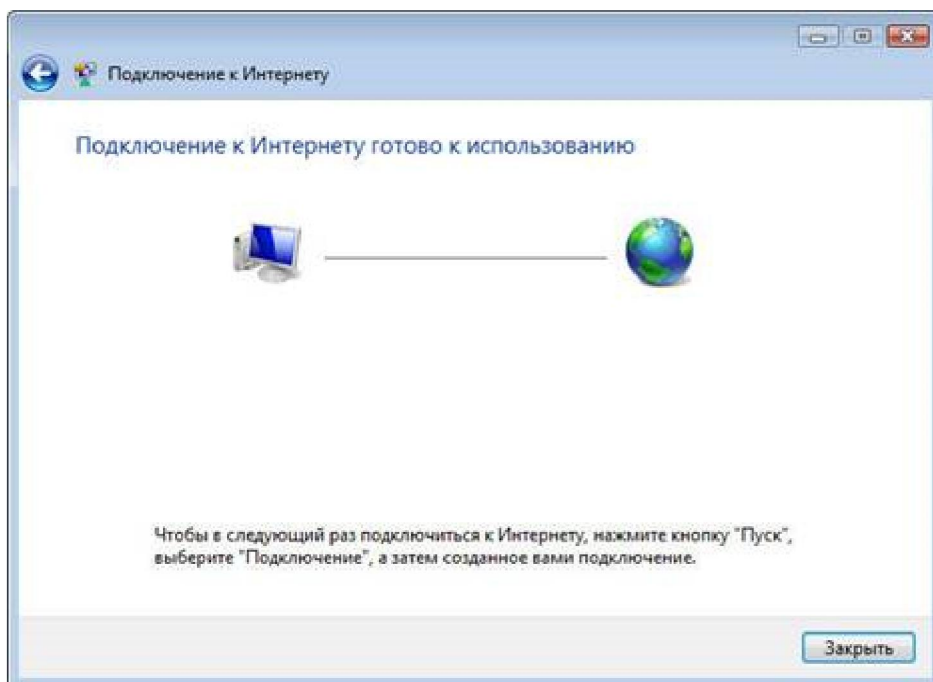 Подключение к Интернету
Подключение к Интернету готово к использованию
Чтобы в следующий раз подключиться к Интернету, нажмите кнопку "Пуск",
выберите "Подключение", а затем созданное вами подключение.
Закрыть